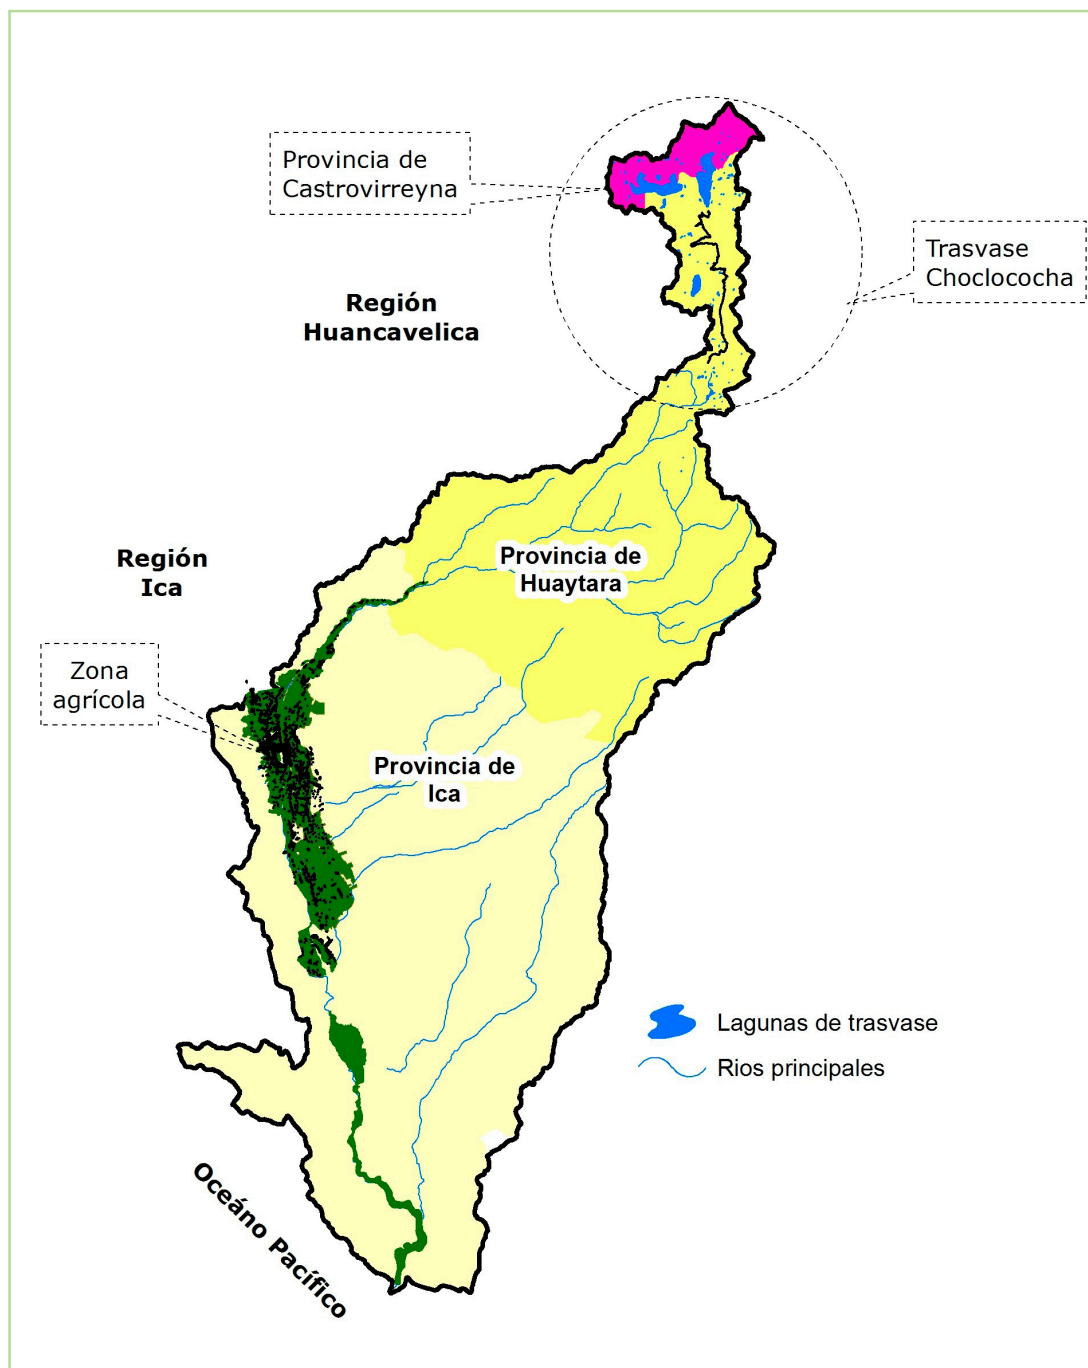 Provincia de
Castrovirreyna
Trasvase
Choclococha
Región
Huancavelica
Región
Ica
Provincia de
Huaytara
Zona
agrícola
Provincia de
Ica
Lagunas de trasvase
Rios principales
Oceáno Pacífico